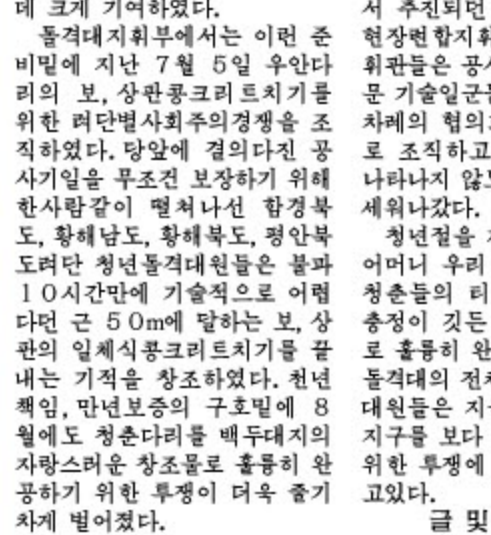 데 크게 기여하였다.
돌격대지휘부에서는 이런 준
비밑에 지난 7월 5일 우안다
리의 보, 상판콩크리트치기를
위한 려단별사회주의경쟁을 조
직하였다. 당앞에 결의다진 공
사기일을 무조건 보장하기 위해
한사람같이 떨쳐나선 함경북
도, 황해남도, 황해북도, 평안북
도려단 청년돌격대원들은 불과
10시간만에 기술적으로 어렵
다던 근 50m에 달하는 보, 상
판의 일체식콩크리트치기를 끝
내는 기적을 창조하였다. 천년
책임, 만년보증의 구호밑에 8
월에도 청춘다리를 백두대지의
자랑스러운 창조물로 훌륭히 완
공하기 위한 투쟁이 더욱 줄기
차게 벌어졌다.
서 추진되던
현장련합지휘
휘관들은 공사
문 기술일군들
차례의 협의
로 조직하고
나타나지 않
세워나갔다.
청년절을
어머니 우리
청춘들의 티
충정이 깃든
로 훌륭히 완
돌격대의 전
대원들은 지
지구를 보다
위한 투쟁에
고있다.
글 및